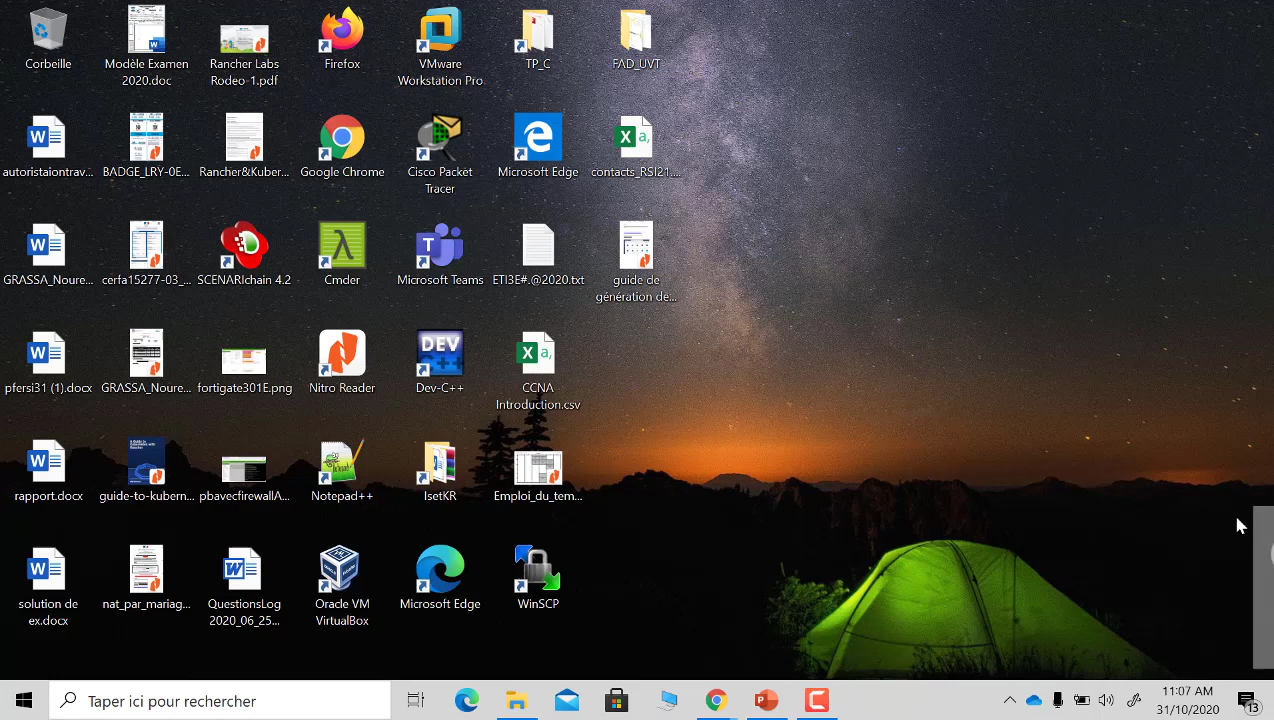 Corbeille
Modèle Examen
2020.doc
Rancher Labs
Rodeo-1.pdf
Firefox
VMware
Workstation Pro
TP_C
FAD_UVT
autoristaiontrav...
BADGE_LRY-0E...
Rancher&Kuber...
Google Chrome
Cisco Packet
Tracer
Microsoft Edge
contacts_RSI21....
GRASSA_Noure...
cerfa15277-03_...
SCENARIchain 4.2
Cmder
Microsoft Teams
ETI3E#.@2020.txt
guide de
génération de...
pfersi31 (1).docx
GRASSA_Noure...
fortigate301E.png
Nitro Reader
DEV
C++
Dev-C++
CCNA
Introduction.csv
rapport.docx
guide-to-kubern...
pbavecfirewallA...
Notepad++
IsetKR
Emploi_du_tem...
solution de
ex.docx
nat_par_mariag...
QuestionsLog
2020_06_25...
Oracle VM
VirtualBox
Microsoft Edge
WinSCP
Taper ici pour rechercher
11:07 AM
31/10/2020
13